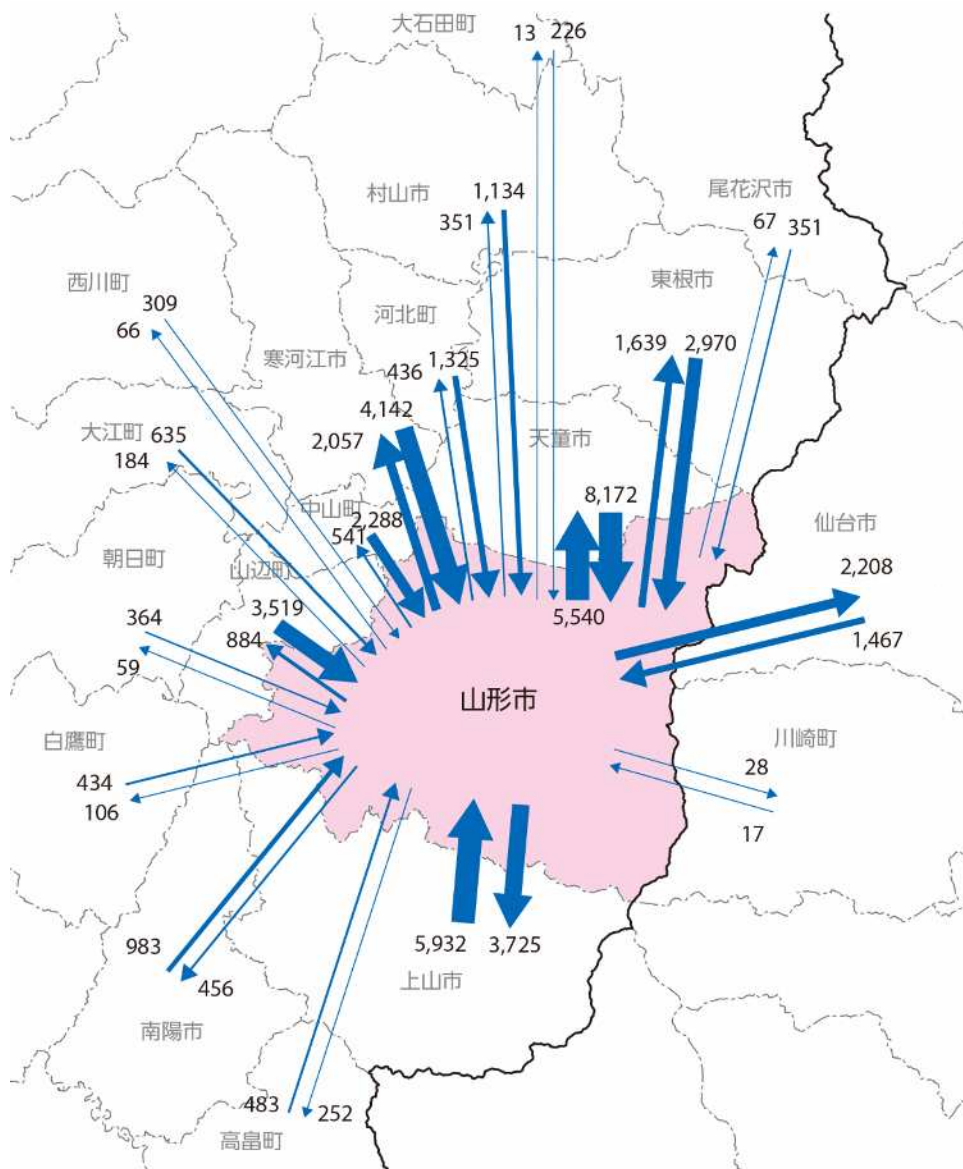 大石田町
13 226
村山市
1,134
351
尾花沢市
67 351
西川町
309
66
河北町
東根市
寒河江市
436 1,325
1,639 2,970
4,142
2,057
大江町
635
184
天童市
8,172
中山町
2,288
541
仙台市
朝日町
山辺町
2,208
3,519
884
364
59
5,540
1,467
山形市
白鷹町
434
106
川崎町
28
17
983
456
5,932 3,725
上山市
南陽市
483 252
高畠町